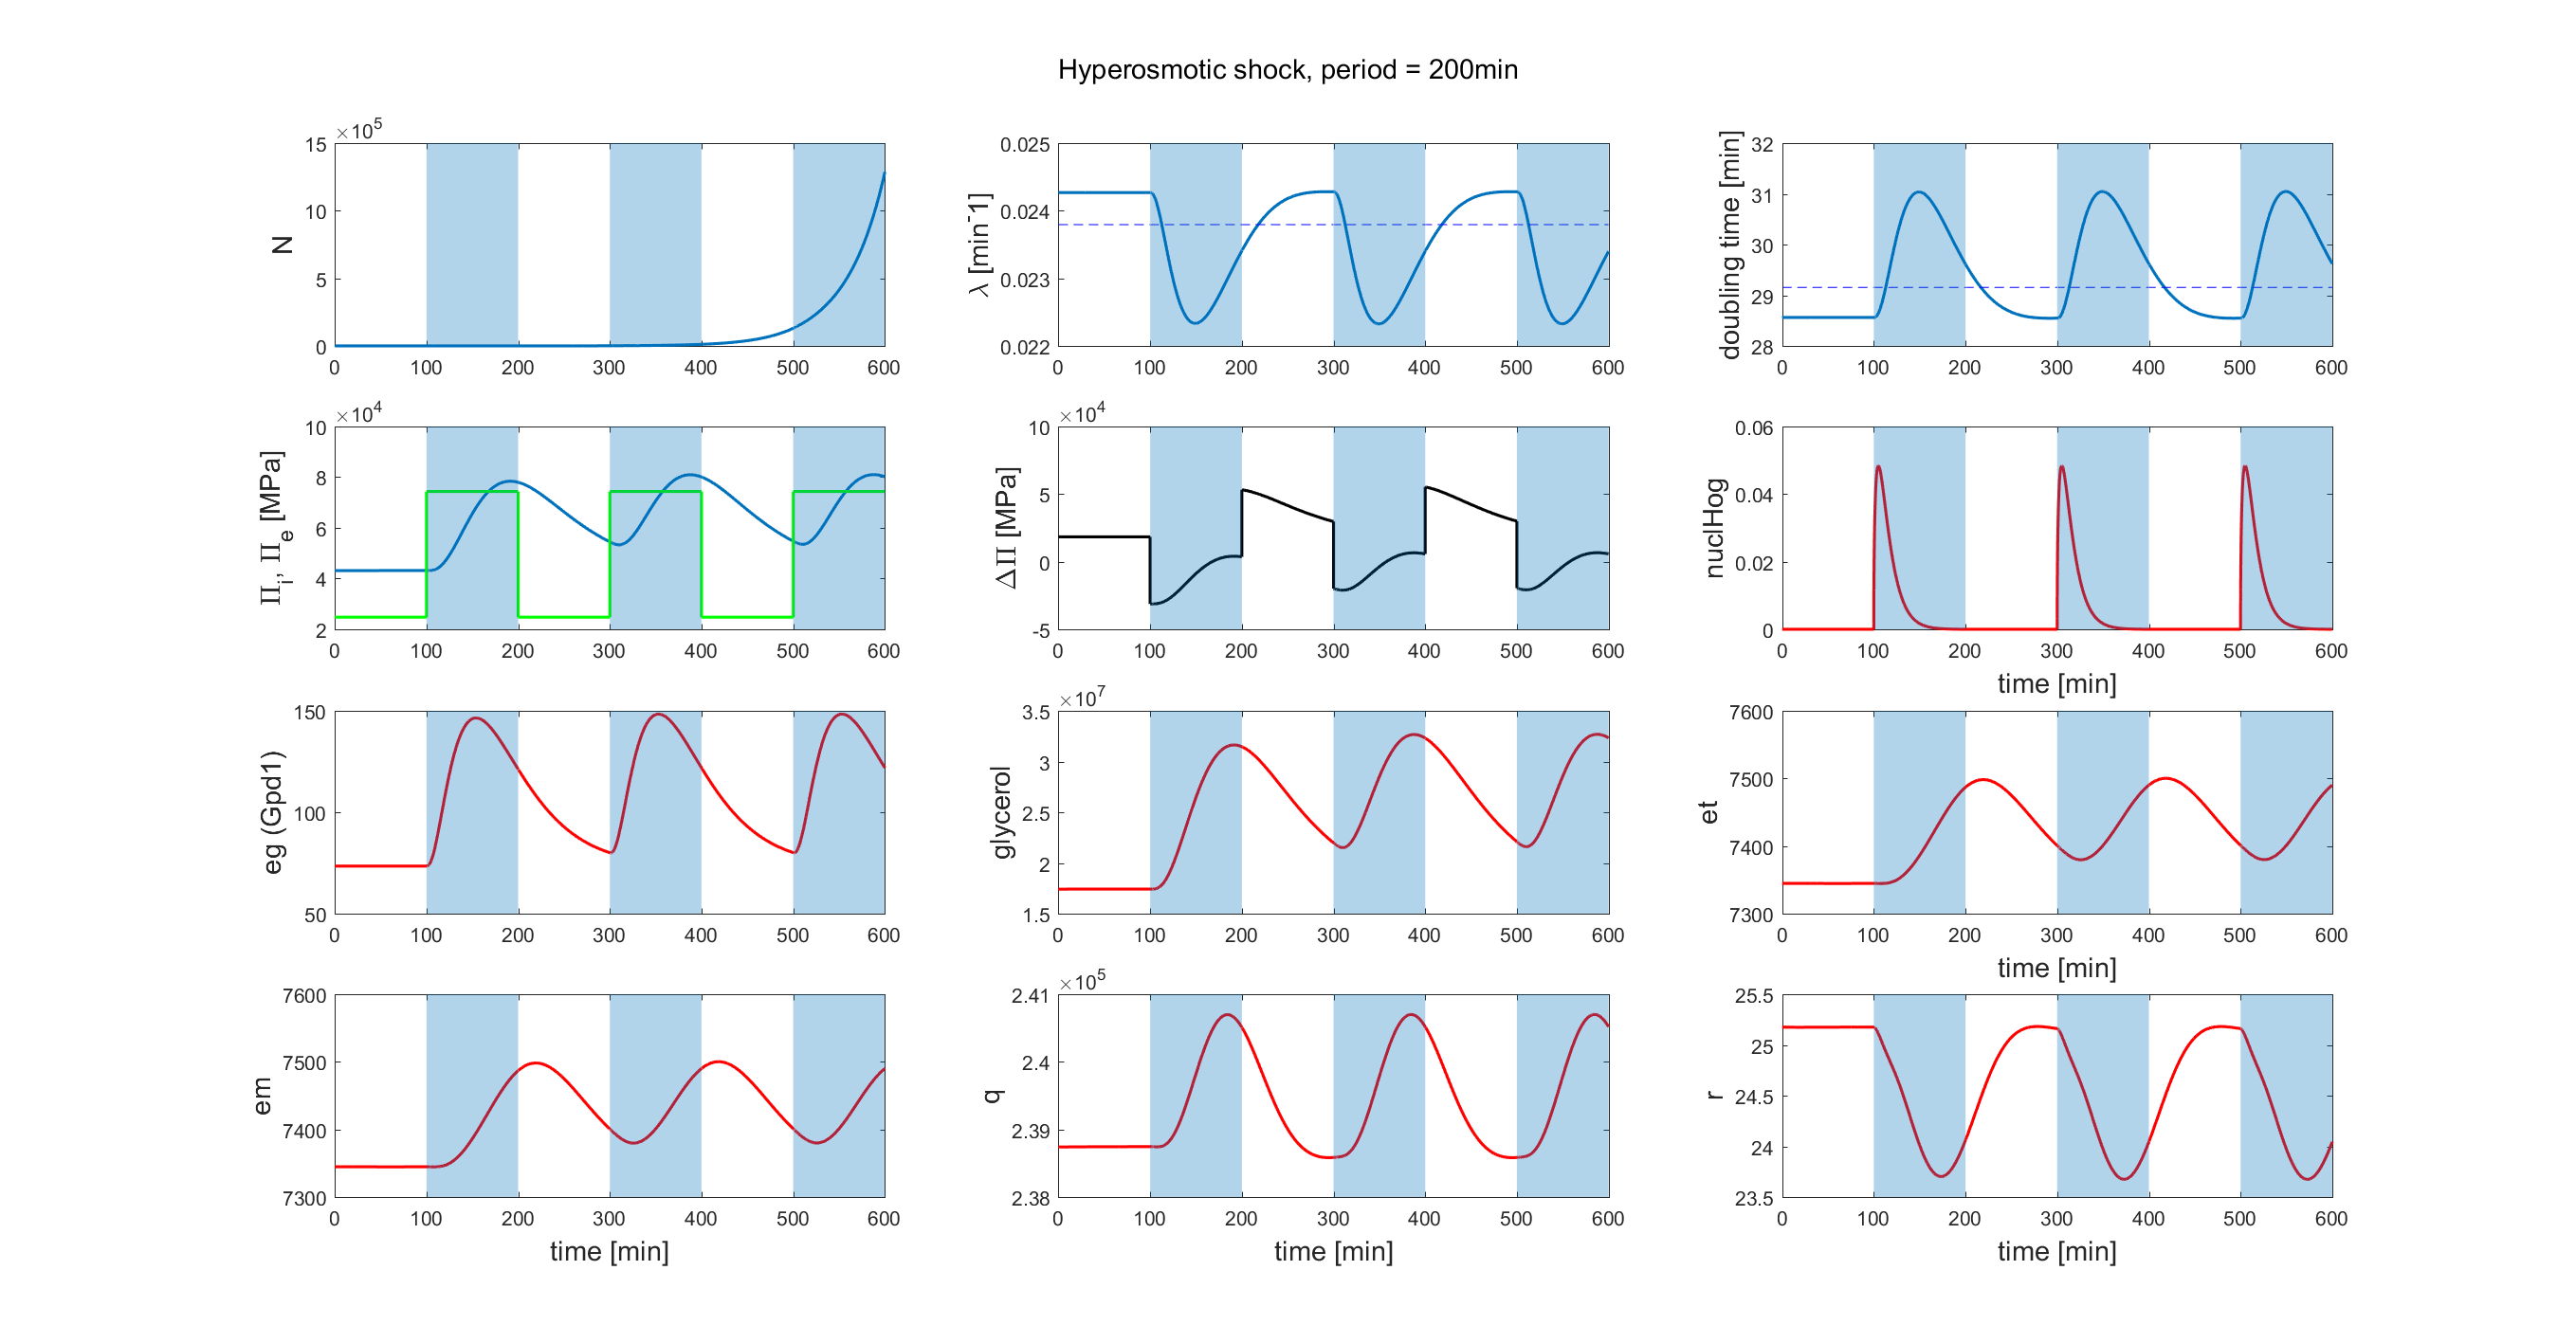 Hyperosmotic shock, period = 200min
×10^5
15
10
5
0
N
0 100 200 300 400 500 600
0.025
0.024
0.023
0.022
λ [min^-1]
0 100 200 300 400 500 600
32
31
30
29
28
doubling time [min]
0 100 200 300 400 500 600
×10^4
10
8
6
4
2
Π_i, Π_e [MPa]
0 100 200 300 400 500 600
×10^4
10
5
0
-5
ΔΠ [MPa]
0 100 200 300 400 500 600
0.06
0.04
0.02
0
nuclHog
0 100 200 300 400 500 600
time [min]
150
100
50
eg (Gpd1)
0 100 200 300 400 500 600
×10^7
3.5
3
2.5
2
1.5
glycerol
0 100 200 300 400 500 600
7600
7500
7400
7300
et
0 100 200 300 400 500 600
time [min]
7600
7500
7400
7300
em
0 100 200 300 400 500 600
time [min]
×10^5
2.41
2.4
2.39
2.38
q
0 100 200 300 400 500 600
time [min]
25.5
25
24.5
24
23.5
r
0 100 200 300 400 500 600
time [min]